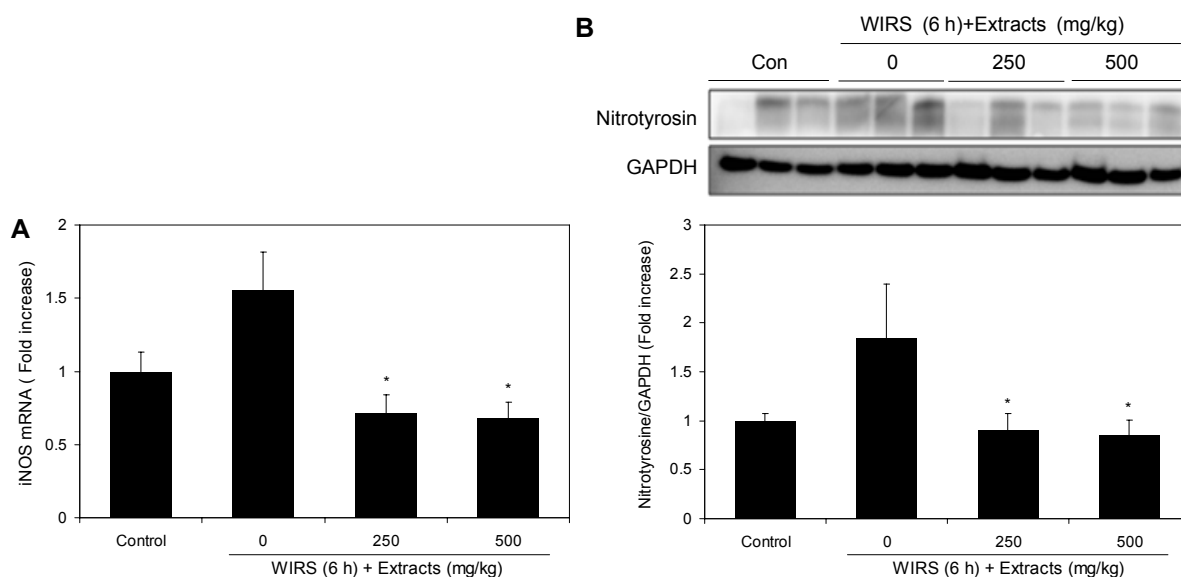 B
WIRS (6 h)+Extracts (mg/kg)
Con 0 250 500
Nitrotyrosin
GAPDH
A
iNOS mRNA ( Fold increase)
2
1.5
1
0.5
0
Control 0 250 500
WIRS (6 h) + Extracts (mg/kg)
* *
Nitrotyrosine/GAPDH (Fold increase)
3
2.5
2
1.5
1
0.5
0
Control 0 250 500
WIRS (6 h) + Extracts (mg/kg)
* *